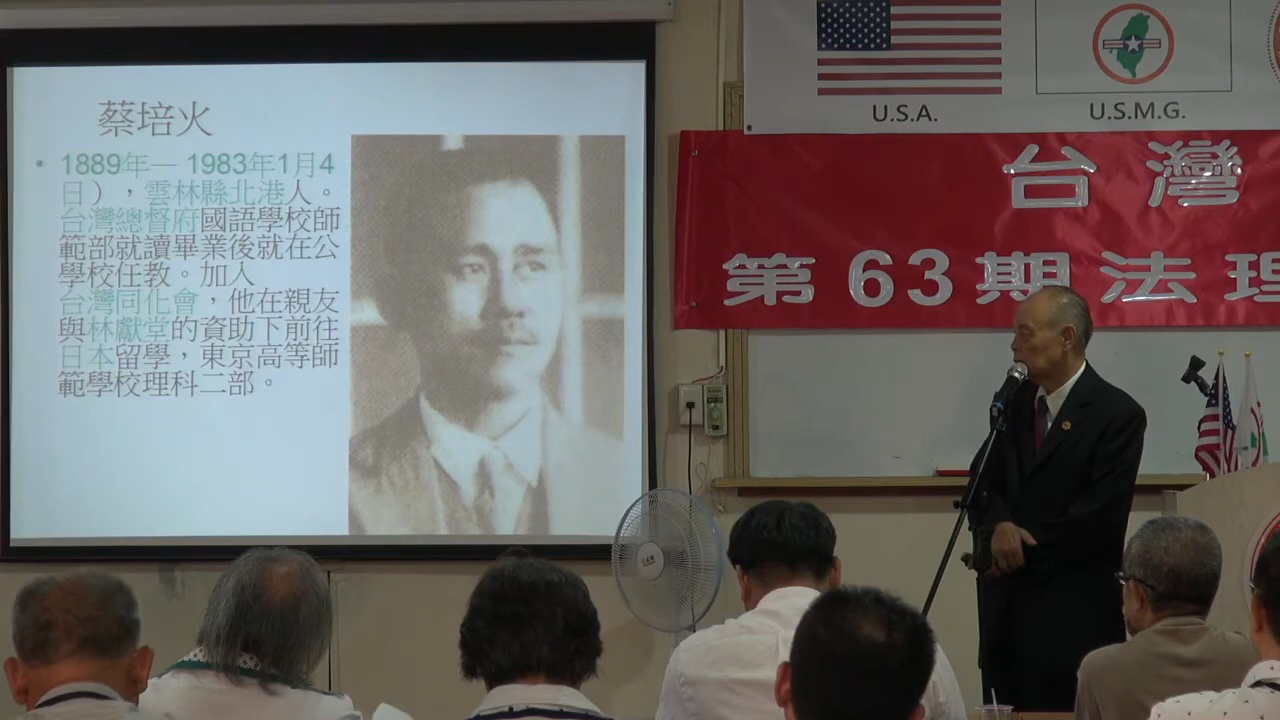 蔡培火
• 1889年— 1983年1月4
日），雲林縣北港人。
台灣總督府國語學校師
範部就讀畢業後就在公
學校任教。加入
台灣同化會，他在親友
與林獻堂的資助下前往
日本留學，東京高等師
範學校理科二部。
U.S.A.
U.S.M.G.
台灣
第63期法理